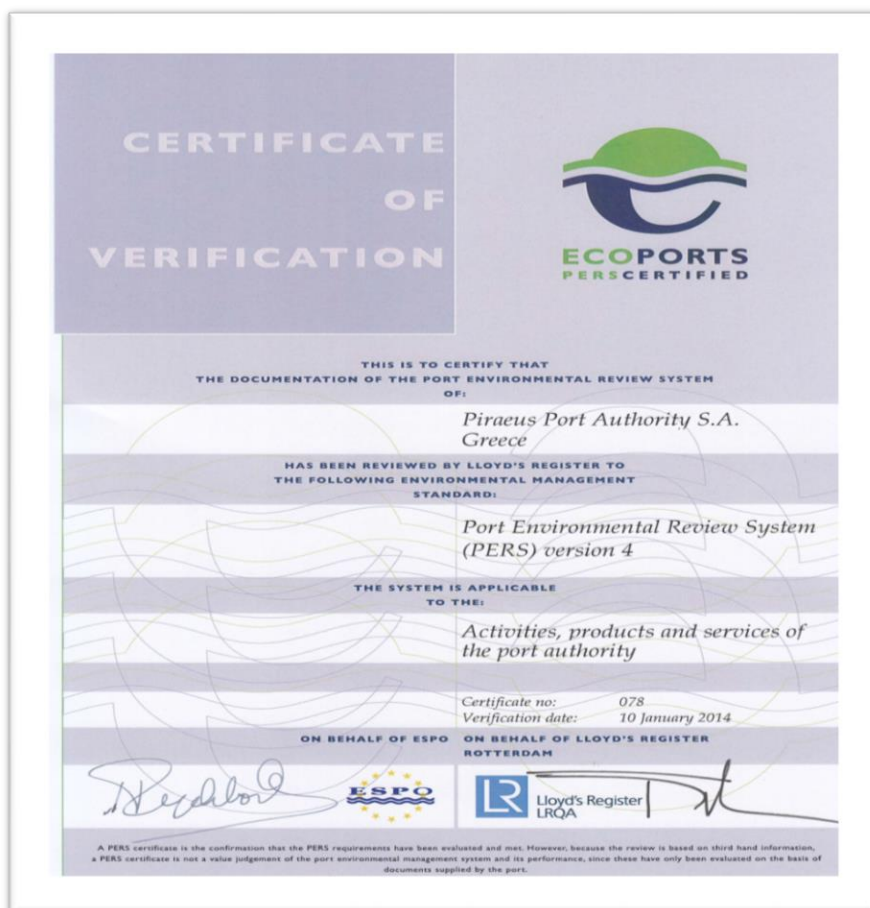 CERTIFICATE
OF
VERIFICATION
ECOPORTS
PERSCERTIFIED
THIS IS TO CERTIFY THAT
THE DOCUMENTATION OF THE PORT ENVIRONMENTAL REVIEW SYSTEM
OF:
Piraeus Port Authority S.A.
Greece
HAS BEEN REVIEWED BY LLOYD'S REGISTER TO
THE FOLLOWING ENVIRONMENTAL MANAGEMENT
STANDARD:
Port Environmental Review System
(PERS) version 4
THE SYSTEM IS APPLICABLE
TO THE:
Activities, products and services of
the port authority
Certificate no: 078
Verification date: 10 January 2014
ON BEHALF OF ESPO ON BEHALF OF LLOYD'S REGISTER
ROTTERDAM
ESPO
LR
Lloyd's Register
LRQA
A PERS certificate is the confirmation that the PERS requirements have been evaluated and met. However, because the review is based on third hand information,
a PERS certificate is not a value judgement of the port environmental management system and its performance, since these have only been evaluated on the basis of
documents supplied by the port.